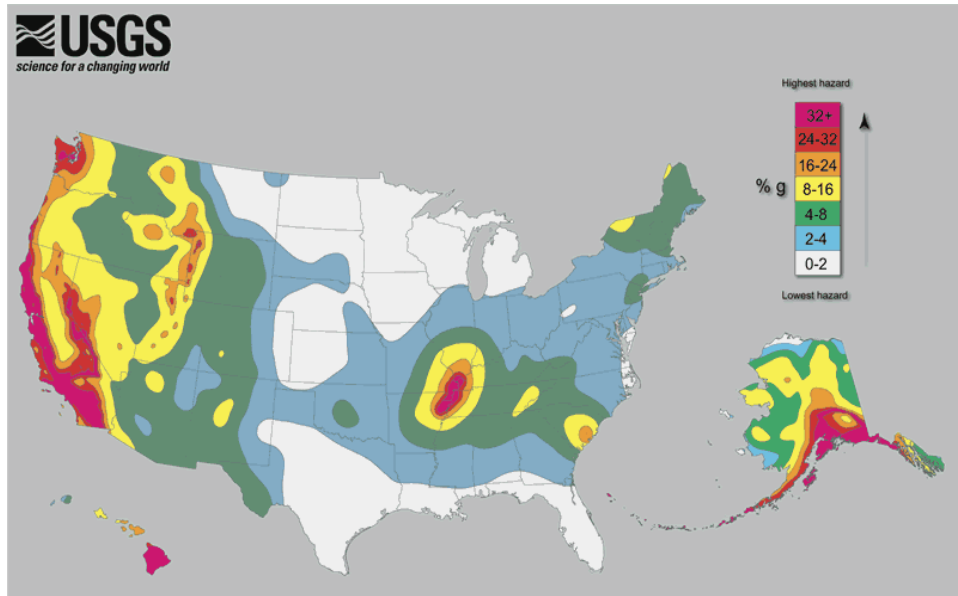 USGS
science for a changing world
Highest hazard
32+
24-32
16-24
% g
8-16
4-8
2-4
0-2
Lowest hazard